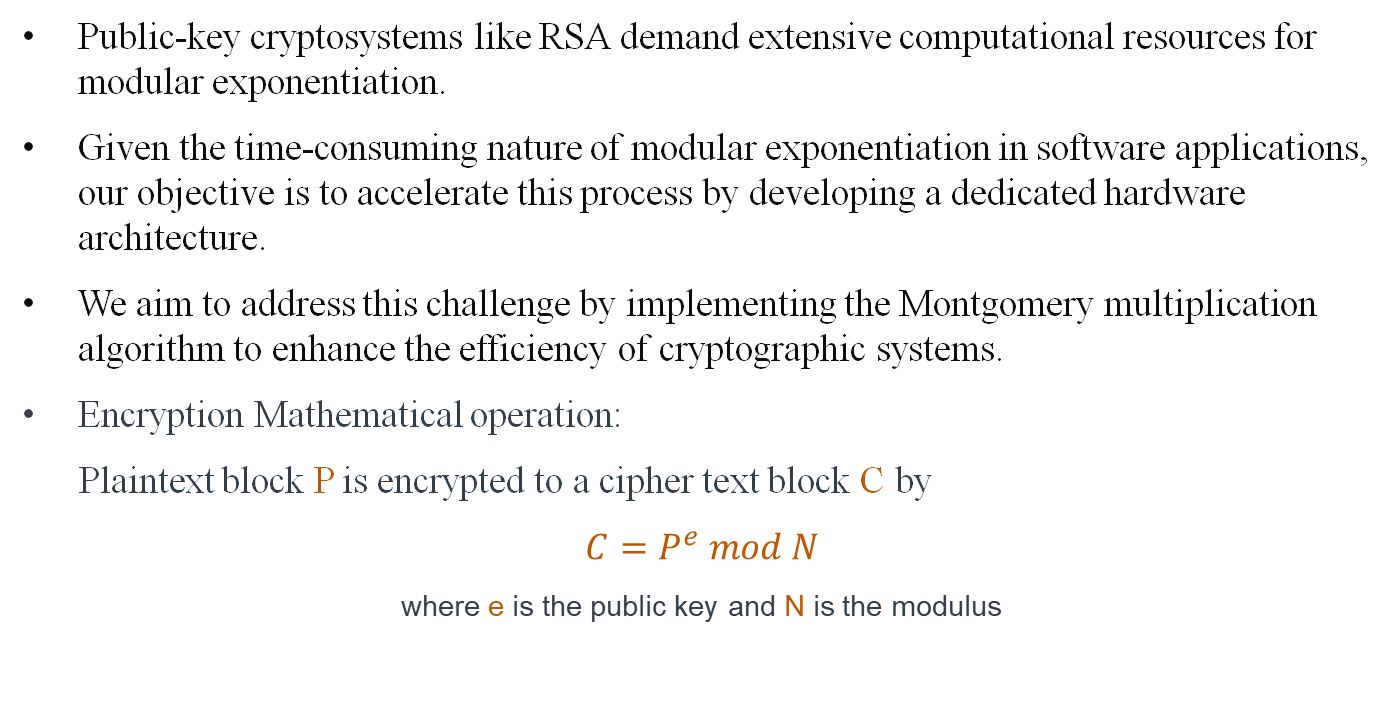 • Public-key cryptosystems like RSA demand extensive computational resources for
modular exponentiation.
• Given the time-consuming nature of modular exponentiation in software applications,
our objective is to accelerate this process by developing a dedicated hardware
architecture.
• We aim to address this challenge by implementing the Montgomery multiplication
algorithm to enhance the efficiency of cryptographic systems.
• Encryption Mathematical operation:
Plaintext block P is encrypted to a cipher text block C by
C = Pᵉ mod N
where e is the public key and N is the modulus